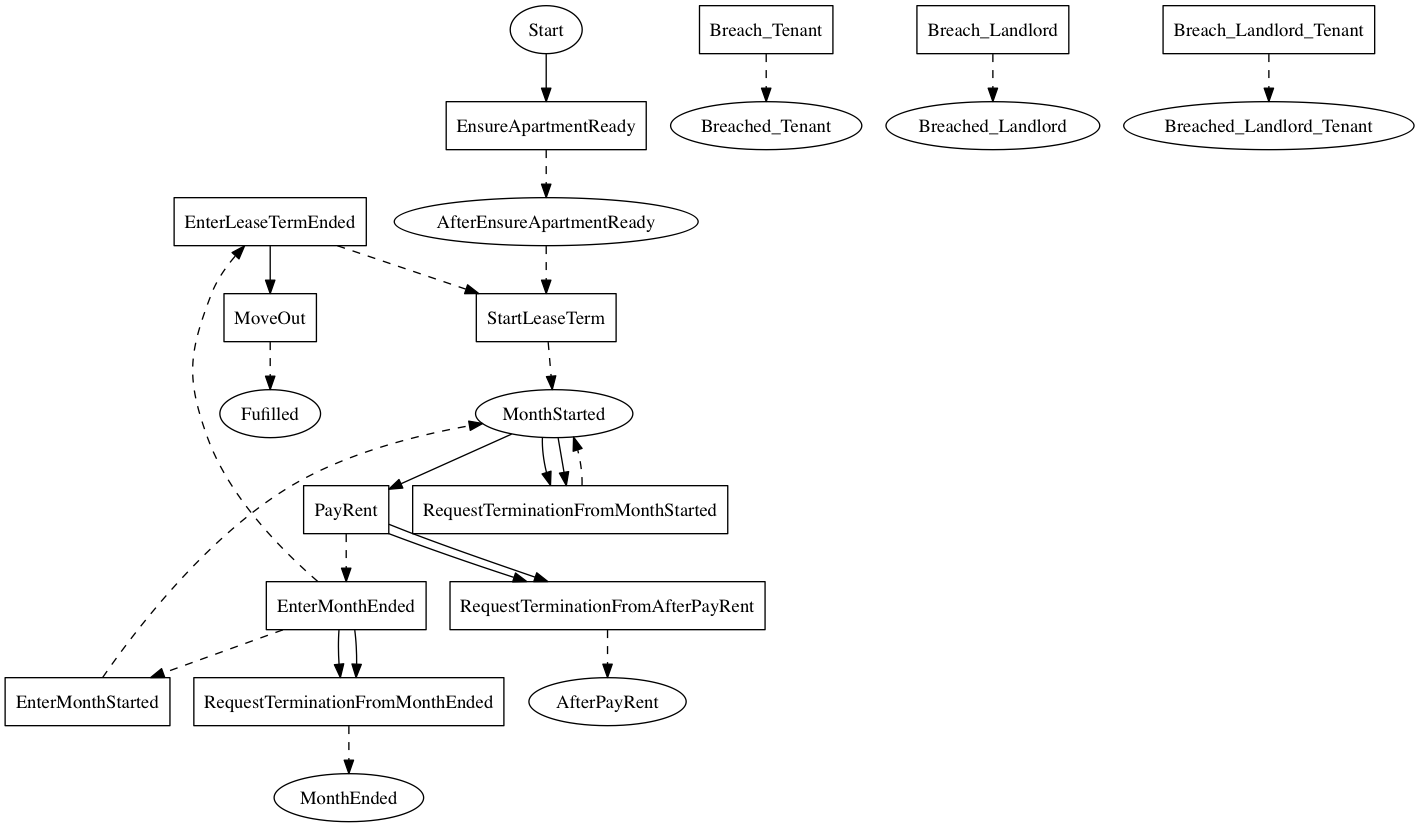 Start
Breach_Tenant
Breach_Landlord
Breach_Landlord_Tenant
EnsureApartmentReady
Breached_Tenant
Breached_Landlord
Breached_Landlord_Tenant
EnterLeaseTermEnded
AfterEnsureApartmentReady
MoveOut
StartLeaseTerm
Fufilled
MonthStarted
PayRent
RequestTerminationFromMonthStarted
EnterMonthEnded
RequestTerminationFromAfterPayRent
EnterMonthStarted
RequestTerminationFromMonthEnded
AfterPayRent
MonthEnded